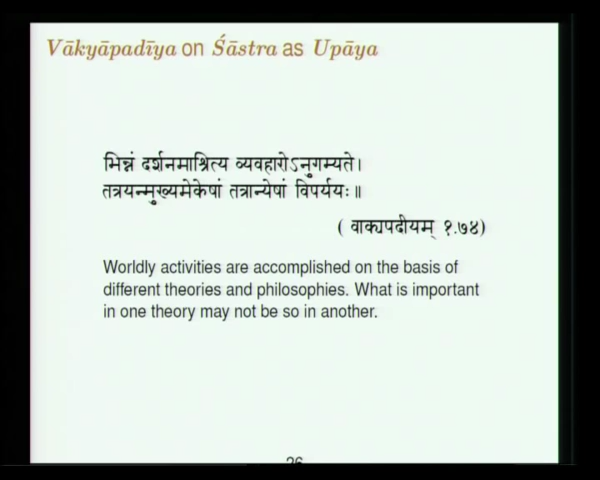 Vākyapadīya on Śāstra as Upāya
भिन्नं दर्शनमाश्रित्य व्यवहारोऽनुगम्यते।
तत्रयन्मुख्यमेकेषां तत्रान्येषां विपर्ययः॥
( वाक्यपदीयम् १.७४)
Worldly activities are accomplished on the basis of
different theories and philosophies. What is important
in one theory may not be so in another.
26